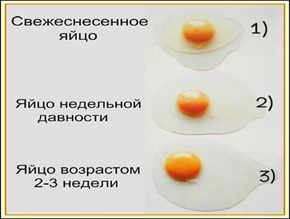 Свежеснесенное
яйцо
1)
Яйцо недельной
давности
2)
Яйцо возрастом
2-3 недели
3)